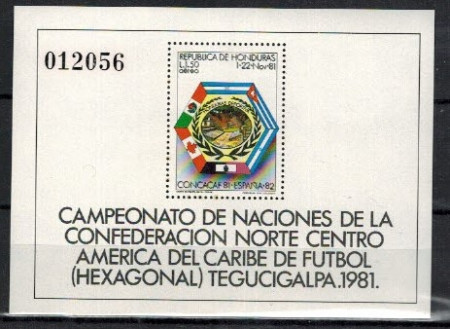 012056
REPUBLICA DE HONDURAS
L.1.50
1-22-Nov-81
aéreo
CONCACAF 81-ESPAÑA-82
CAMPEONATO DE NACIONES DE LA
CONFEDERACION NORTE CENTRO
AMERICA DEL CARIBE DE FUTBOL
(HEXAGONAL) TEGUCIGALPA.1981.